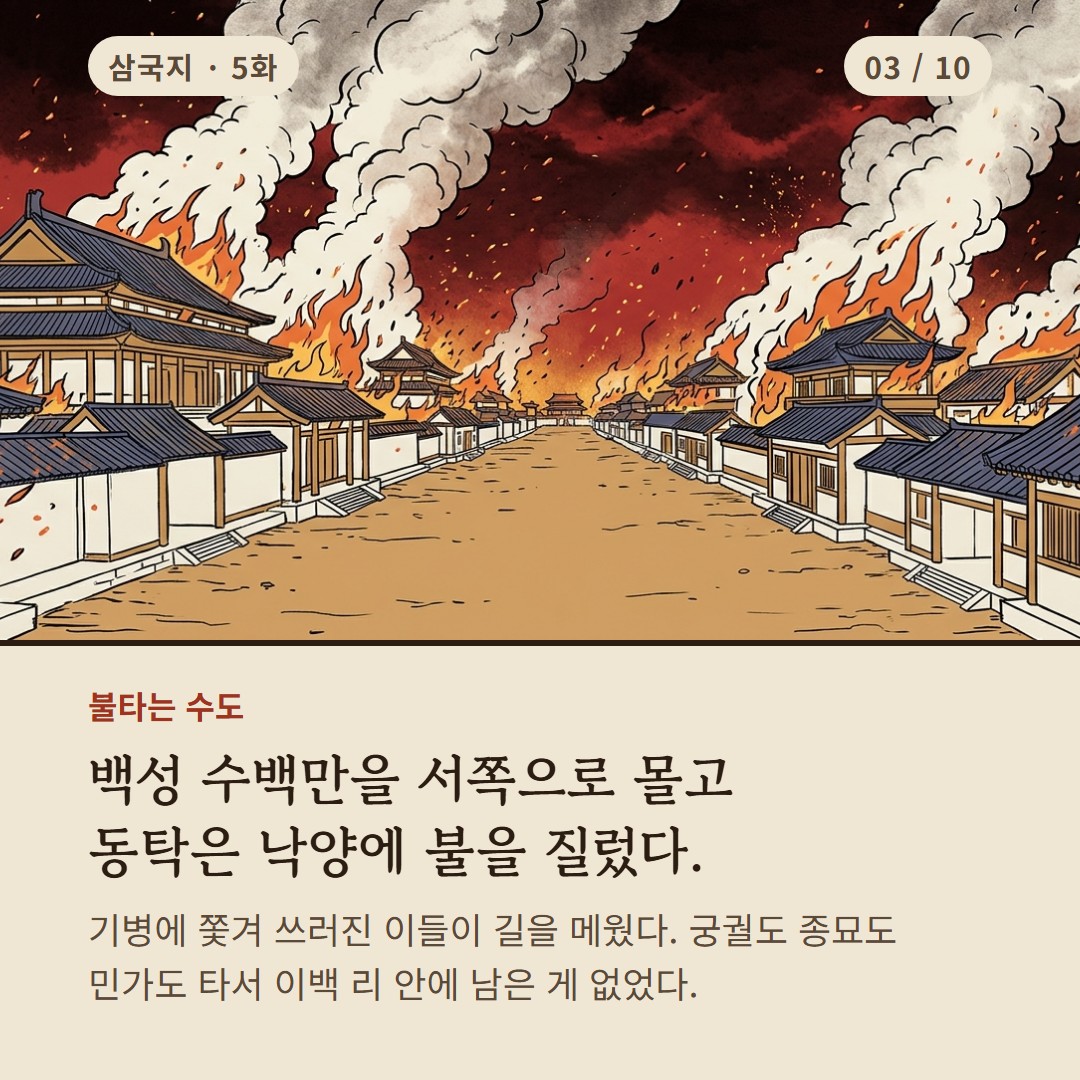 삼국지 · 5화
03 / 10
불타는 수도
백성 수백만을 서쪽으로 몰고
동탁은 낙양에 불을 질렀다.
기병에 쫓겨 쓰러진 이들이 길을 메웠다. 궁궐도 종묘도
민가도 타서 이백 리 안에 남은 게 없었다.